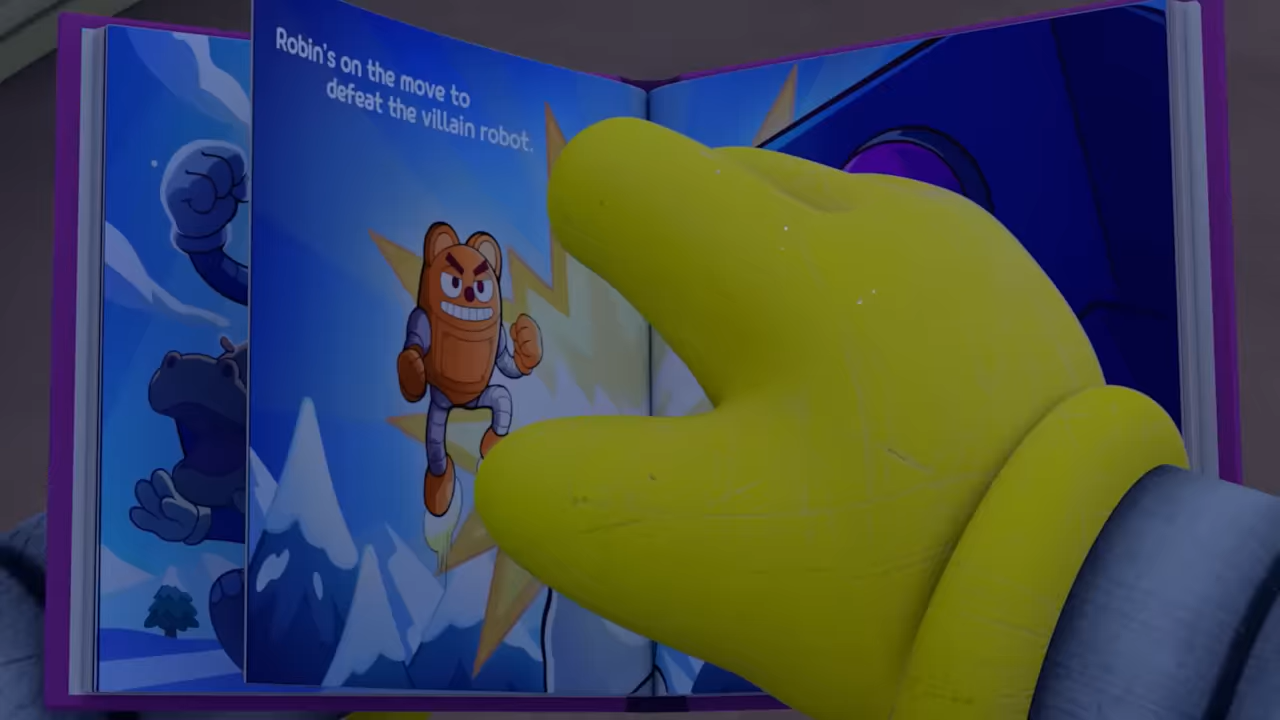 Robin's on the move to
defeat the villain robot.